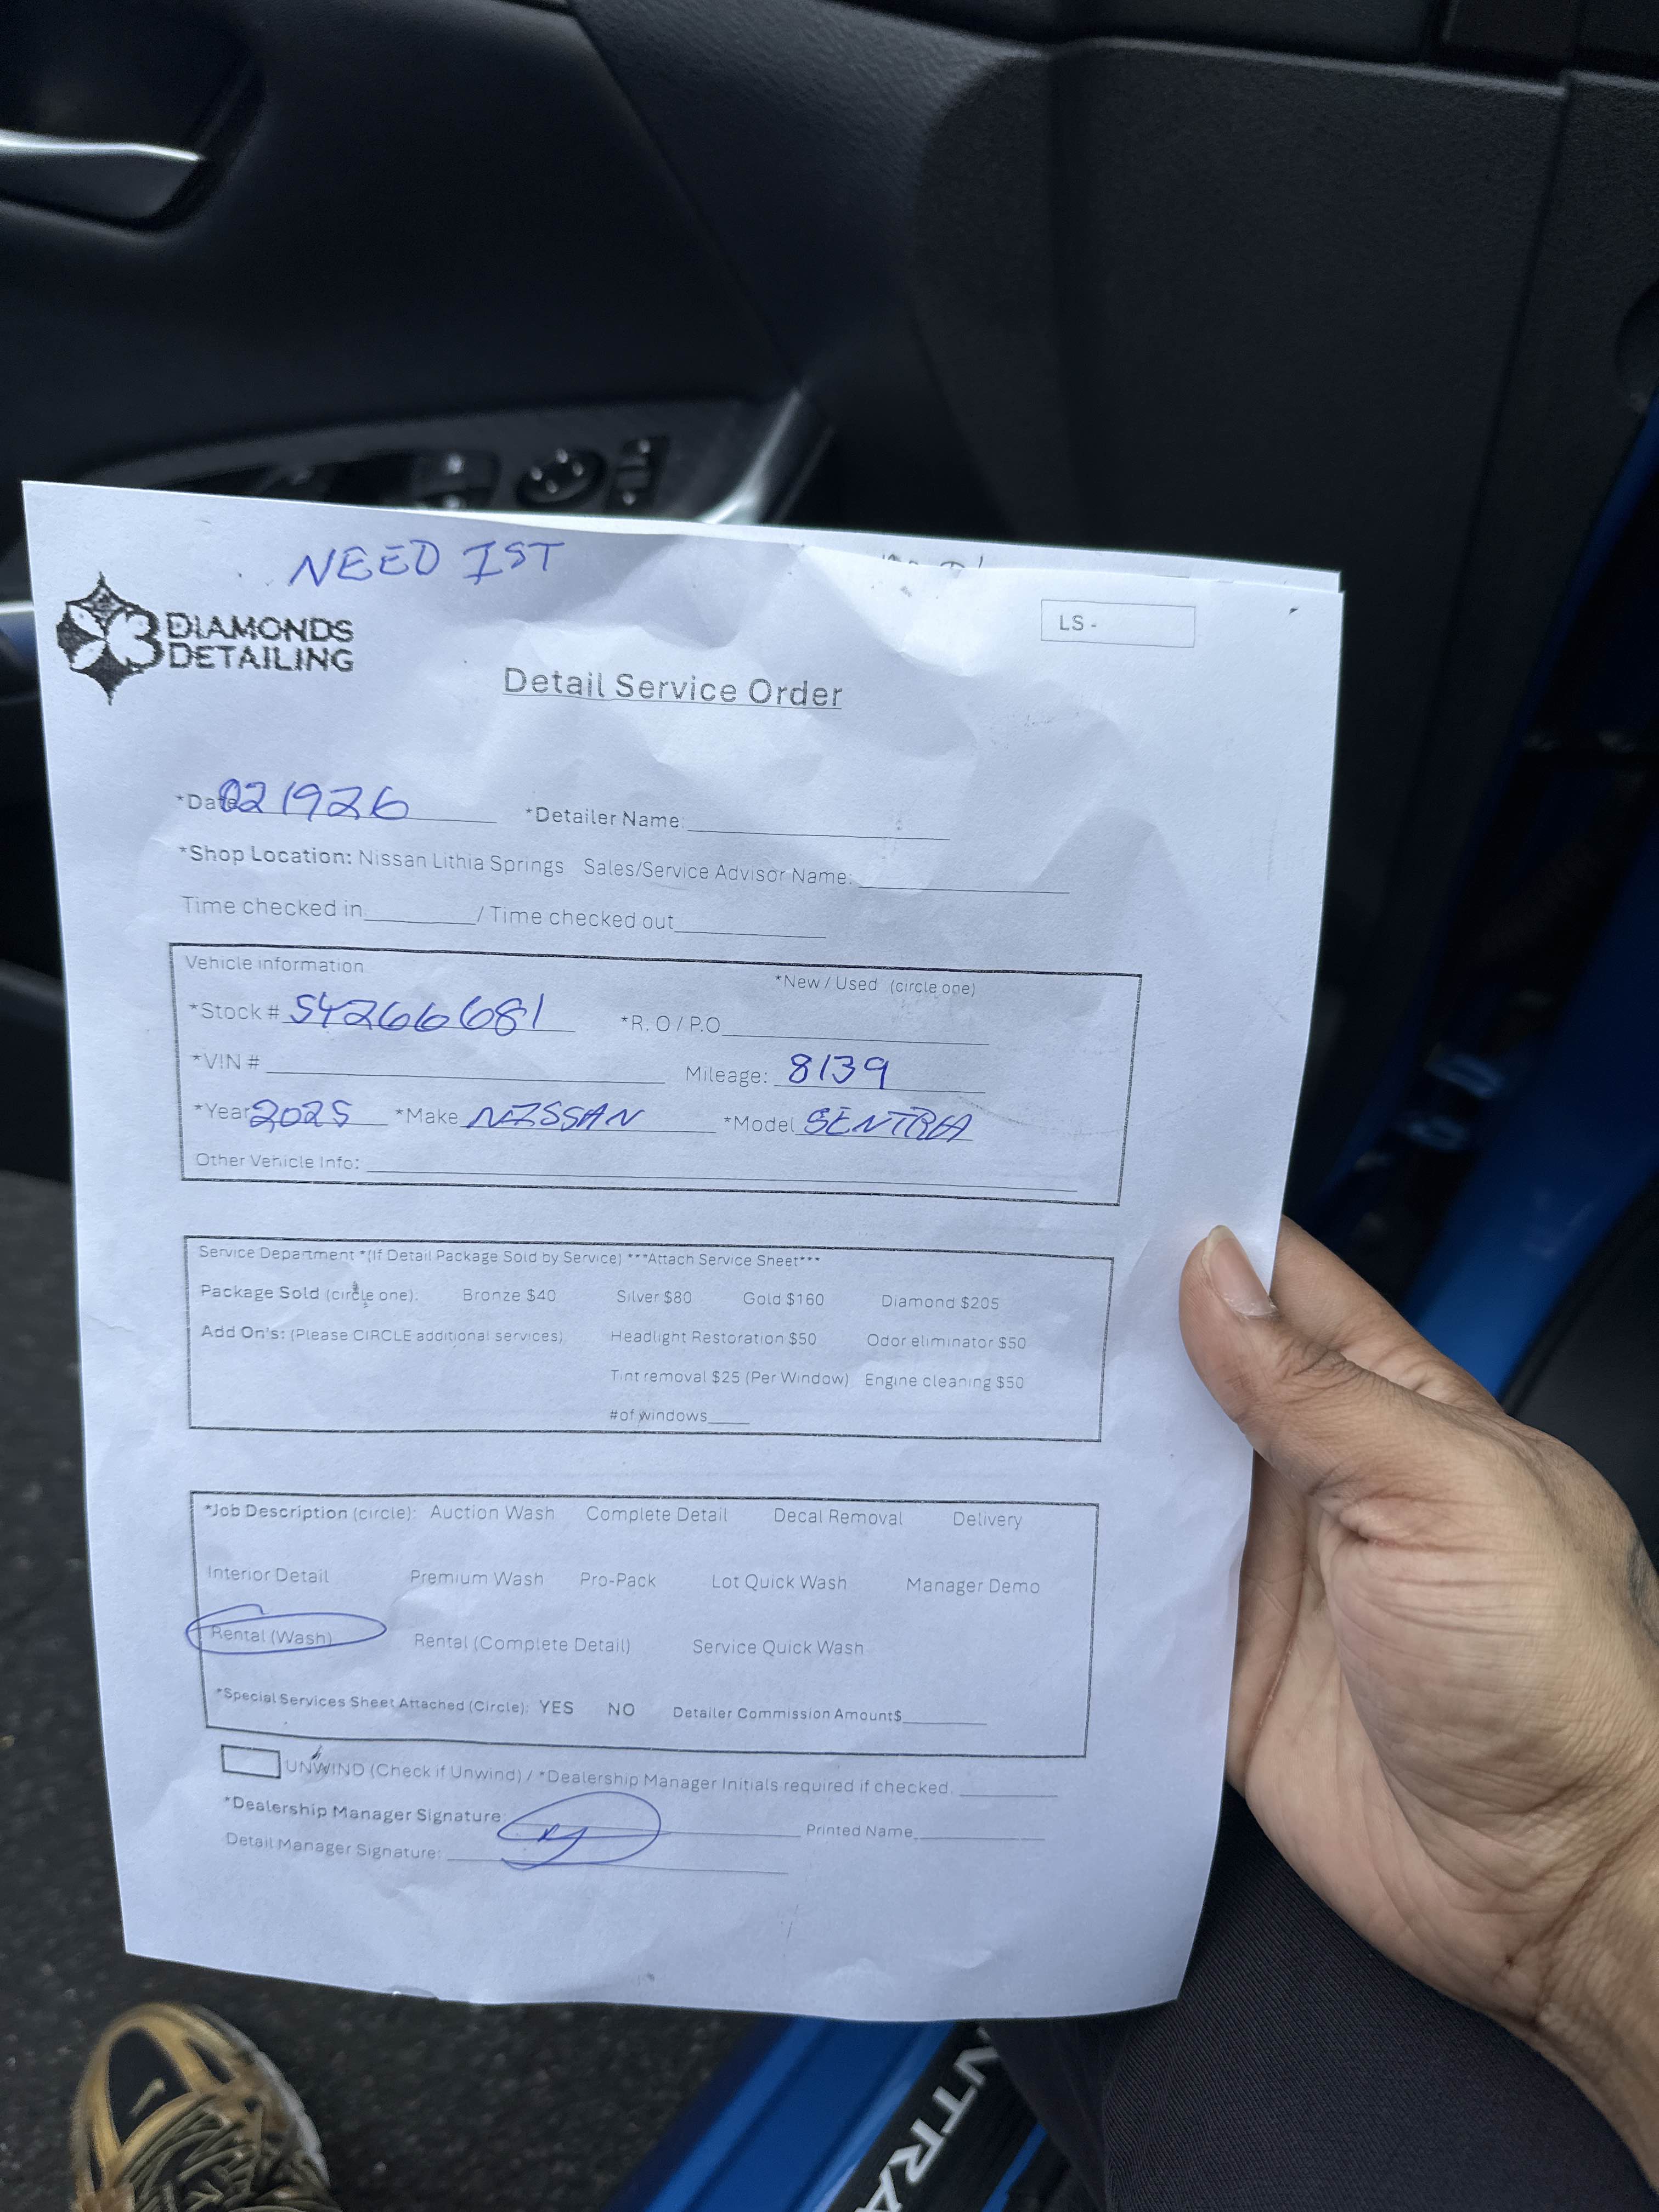 NEED 1ST
DIAMONDS
DETAILING
LS -
Detail Service Order
*Date 021926 *Detailer Name:
*Shop Location: Nissan Lithia Springs Sales/Service Advisor Name:
Time checked in / Time checked out
Vehicle information
*New / Used (circle one)
*Stock # S4266681 *R.O / P.O
*VIN # Mileage: 8139
*Year 2025 *Make NISSAN *Model SENTRA
Other Vehicle Info:
Service Department *(If Detail Package Sold by Service) ***Attach Service Sheet***
Package Sold (circle one): Bronze $40 Silver $80 Gold $160 Diamond $205
Add On's: (Please CIRCLE additional services) Headlight Restoration $50 Odor eliminator $50
Tint removal $25 (Per Window) Engine cleaning $50
# of windows
*Job Description (circle): Auction Wash Complete Detail Decal Removal Delivery
Interior Detail Premium Wash Pro-Pack Lot Quick Wash Manager Demo
Rental (Wash) Rental (Complete Detail) Service Quick Wash
*Special Services Sheet Attached (Circle): YES NO Detailer Commission Amount$
UNWIND (Check if Unwind) / *Dealership Manager Initials required if checked.
*Dealership Manager Signature: Printed Name
Detail Manager Signature:
NTRA